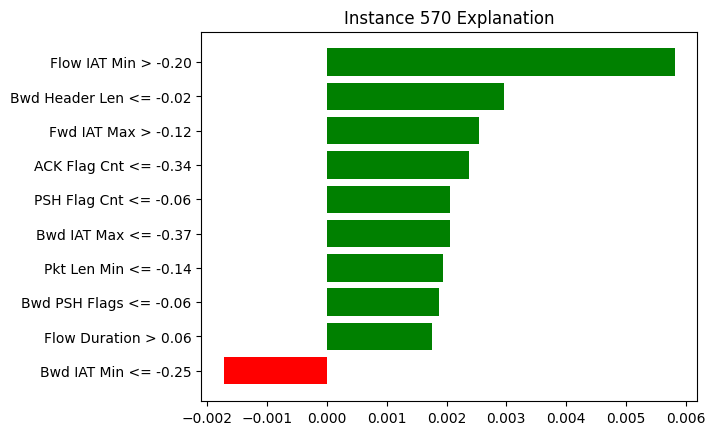 Instance 570 Explanation
Flow IAT Min > -0.20
Bwd Header Len <= -0.02
Fwd IAT Max > -0.12
ACK Flag Cnt <= -0.34
PSH Flag Cnt <= -0.06
Bwd IAT Max <= -0.37
Pkt Len Min <= -0.14
Bwd PSH Flags <= -0.06
Flow Duration > 0.06
Bwd IAT Min <= -0.25
−0.002 −0.001 0.000 0.001 0.002 0.003 0.004 0.005 0.006